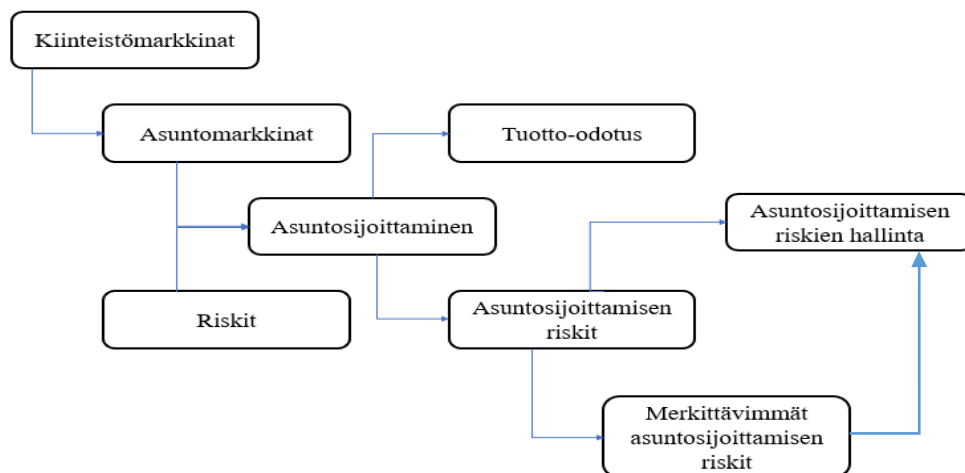 Kiinteistömarkkinat
Asuntomarkkinat
Tuotto-odotus
Asuntosijoittaminen
Asuntosijoittamisen
riskien hallinta
Riskit
Asuntosijoittamisen
riskit
Merkittävimmät
asuntosijoittamisen
riskit